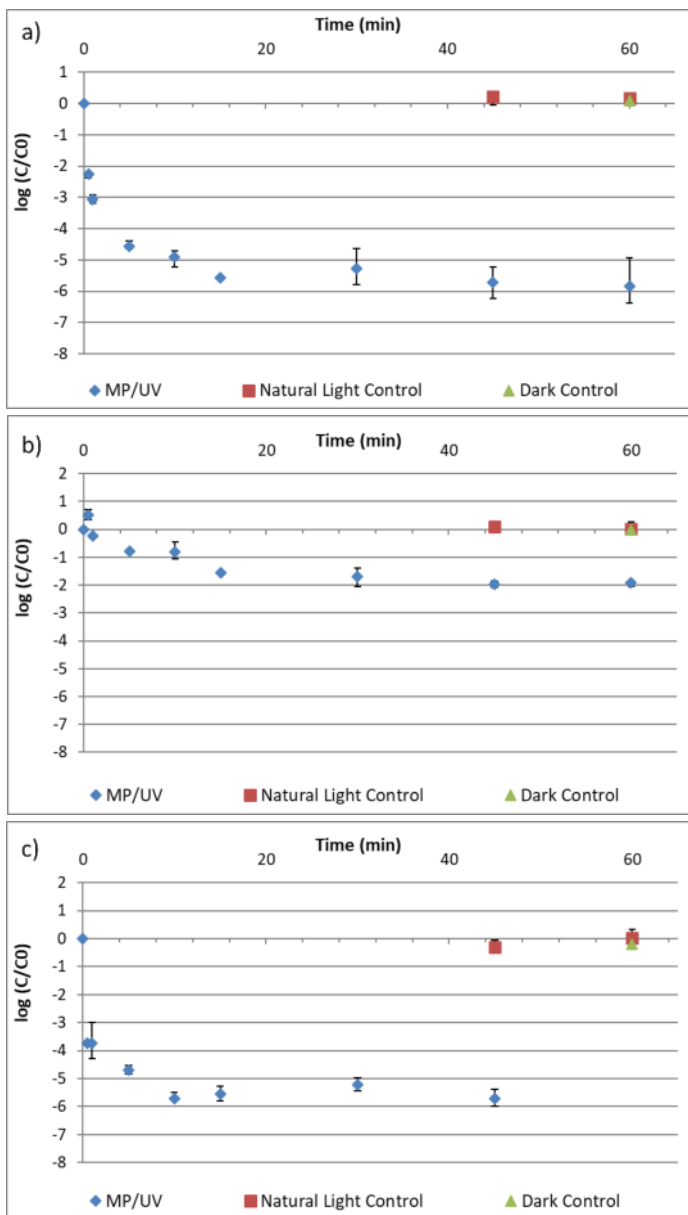 a)
Time (min)
0 20 40 60
1
0
-1
-2
-3
-4
-5
-6
-7
-8
log (C/C0)
MP/UV Natural Light Control Dark Control
b)
Time (min)
0 20 40 60
2
1
0
-1
-2
-3
-4
-5
-6
-7
-8
log (C/C0)
MP/UV Natural Light Control Dark Control
c)
Time (min)
0 20 40 60
2
1
0
-1
-2
-3
-4
-5
-6
-7
-8
log (C/C0)
MP/UV Natural Light Control Dark Control